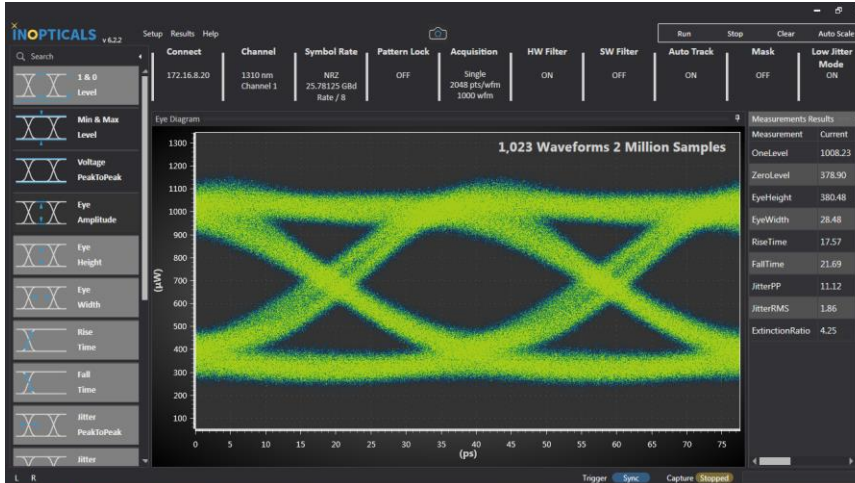 INOPTICALS v 6.2.2
Setup Results Help
Run Stop Clear Auto Scale
Search
Connect Channel Symbol Rate Pattern Lock Acquisition HW Filter SW Filter Auto Track Mask Low Jitter
Mode
172.16.8.20 1310 nm NRZ OFF Single ON OFF ON OFF ON
Channel 1 25.78125 GBd 2048 pts/wfm
Rate / 8 1000 wfm
1 & 0
Level
Min & Max
Level
Voltage
PeakToPeak
Eye
Amplitude
Eye
Height
Eye
Width
Rise
Time
Fall
Time
Jitter
PeakToPeak
Jitter
Eye Diagram
1,023 Waveforms 2 Million Samples
1300
1200
1100
1000
900
800
700
600
500
400
300
200
100
(µW)
0 5 10 15 20 25 30 35 40 45 50 55 60 65 70 75
(ps)
Measurements Results
Measurement Current
OneLevel 1008.23
ZeroLevel 378.90
EyeHeight 380.48
EyeWidth 28.48
RiseTime 17.57
FallTime 21.69
JitterPP 11.12
JitterRMS 1.86
ExtinctionRatio 4.25
L R
Trigger Sync Capture Stopped